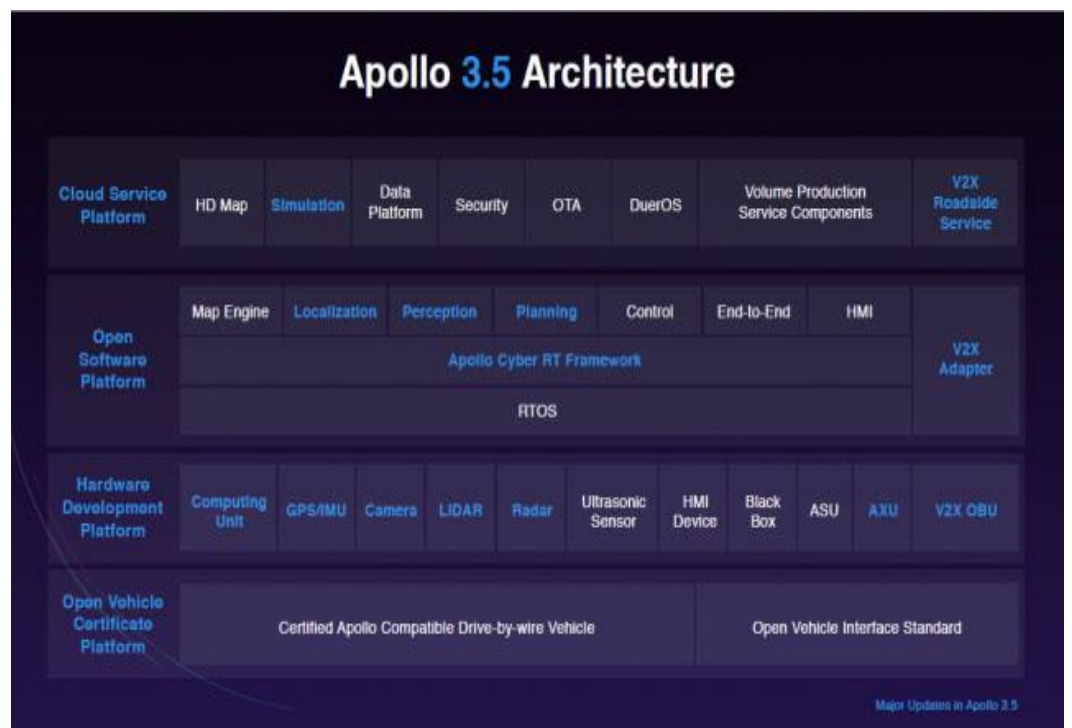 Apollo 3.5 Architecture
Cloud Service
Platform
HD Map
Simulation
Data
Platform
Security
OTA
DuerOS
Volume Production
Service Components
V2X
Roadside
Service
Open
Software
Platform
Map Engine
Localization
Perception
Planning
Control
End-to-End
HMI
Apollo Cyber RT Framework
RTOS
V2X
Adapter
Hardware
Development
Platform
Computing
Unit
GPS/IMU
Camera
LIDAR
Radar
Ultrasonic
Sensor
HMI
Device
Black
Box
ASU
AXU
V2X OBU
Open Vehicle
Certificate
Platform
Certified Apollo Compatible Drive-by-wire Vehicle
Open Vehicle Interface Standard
Major Updates in Apollo 3.5